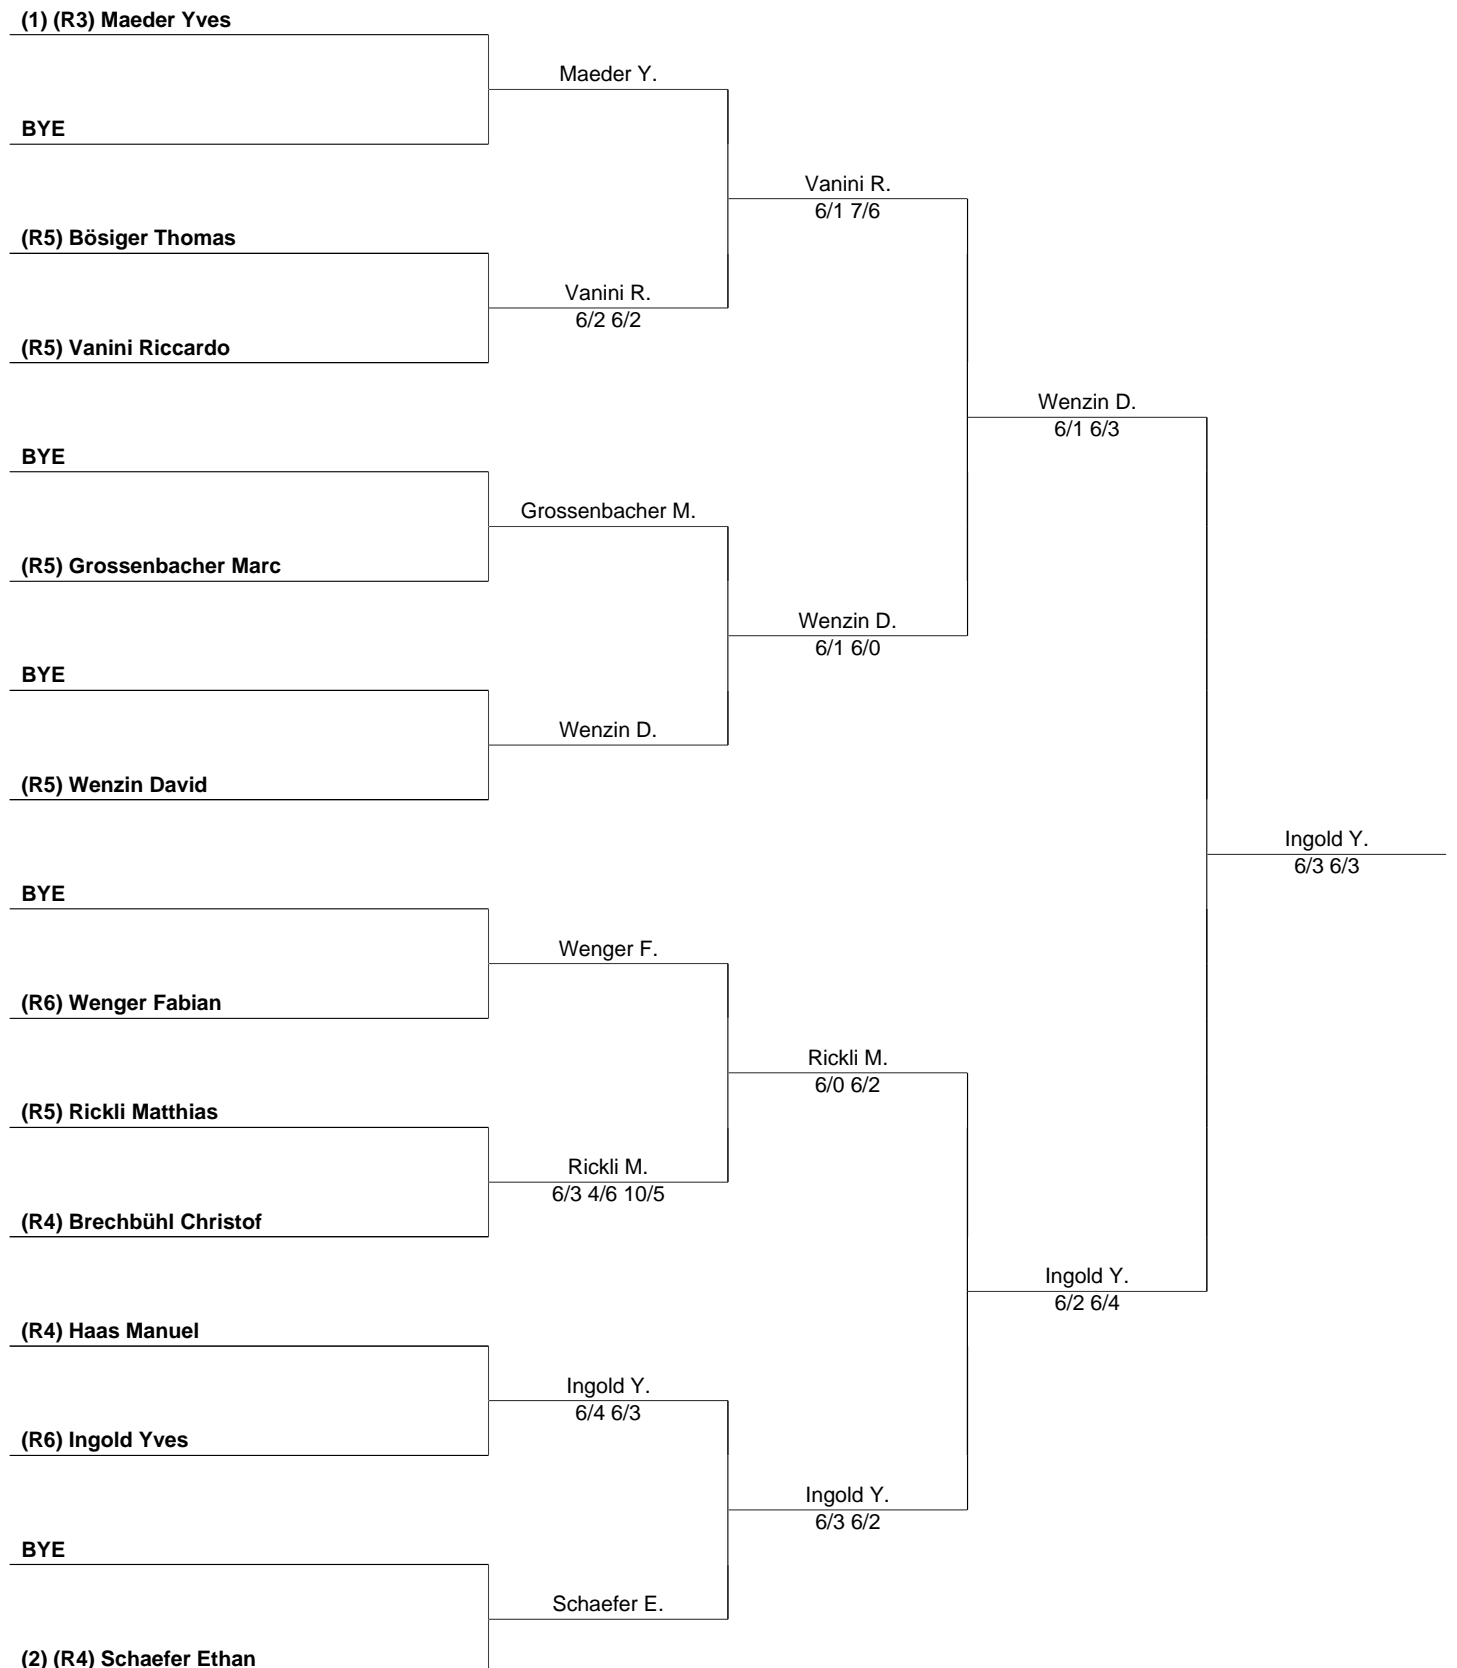 (1) (R3) Maeder Yves
Maeder Y.
BYE
Vanini R.
6/1 7/6
(R5) Bösiger Thomas
Vanini R.
6/2 6/2
(R5) Vanini Riccardo
Wenzin D.
6/1 6/3
BYE
Grossenbacher M.
(R5) Grossenbacher Marc
Wenzin D.
6/1 6/0
BYE
Wenzin D.
(R5) Wenzin David
Ingold Y.
6/3 6/3
BYE
Wenger F.
(R6) Wenger Fabian
Rickli M.
6/0 6/2
(R5) Rickli Matthias
Rickli M.
6/3 4/6 10/5
(R4) Brechbühl Christof
Ingold Y.
6/2 6/4
(R4) Haas Manuel
Ingold Y.
6/4 6/3
(R6) Ingold Yves
Ingold Y.
6/3 6/2
BYE
Schaefer E.
(2) (R4) Schaefer Ethan